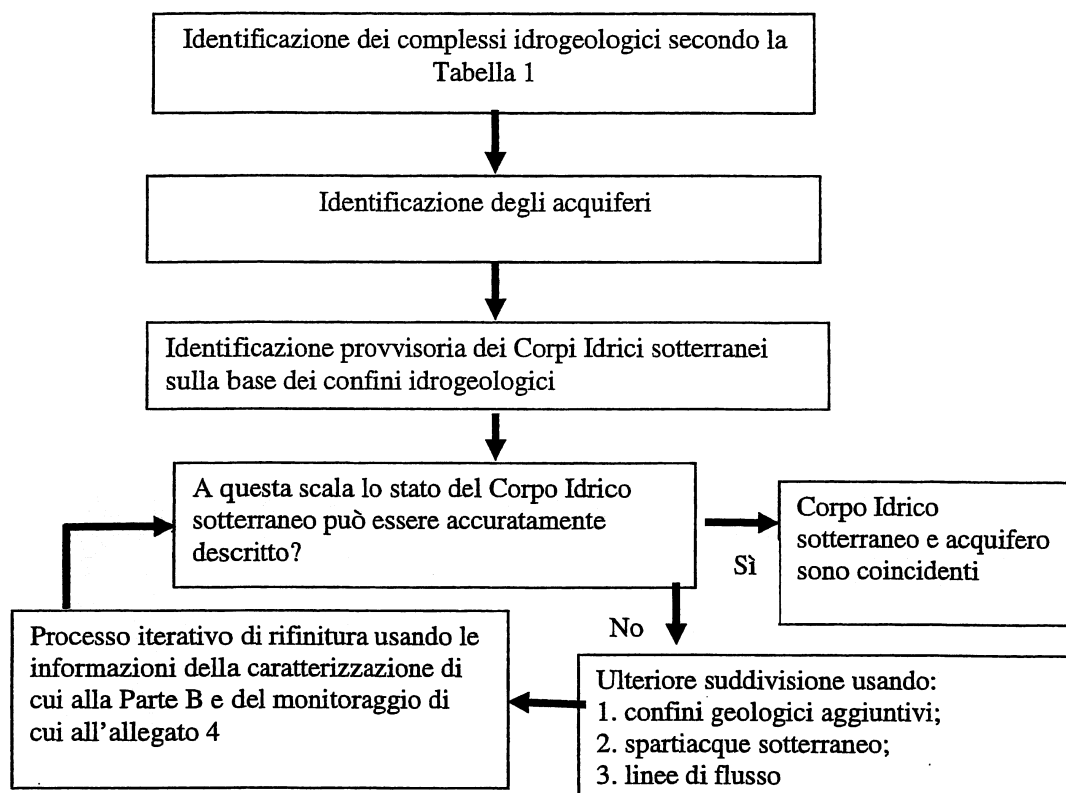 Identificazione dei complessi idrogeologici secondo la
Tabella 1
Identificazione degli acquiferi
Identificazione provvisoria dei Corpi Idrici sotterranei
sulla base dei confini idrogeologici
A questa scala lo stato del Corpo Idrico
sotterraneo può essere accuratamente
descritto?
Sì
Corpo Idrico
sotterraneo e acquifero
sono coincidenti
No
Ulteriore suddivisione usando:
1. confini geologici aggiuntivi;
2. spartiacque sotterraneo;
3. linee di flusso
Processo iterativo di rifinitura usando le
informazioni della caratterizzazione di
cui alla Parte B e del monitoraggio di
cui all'allegato 4